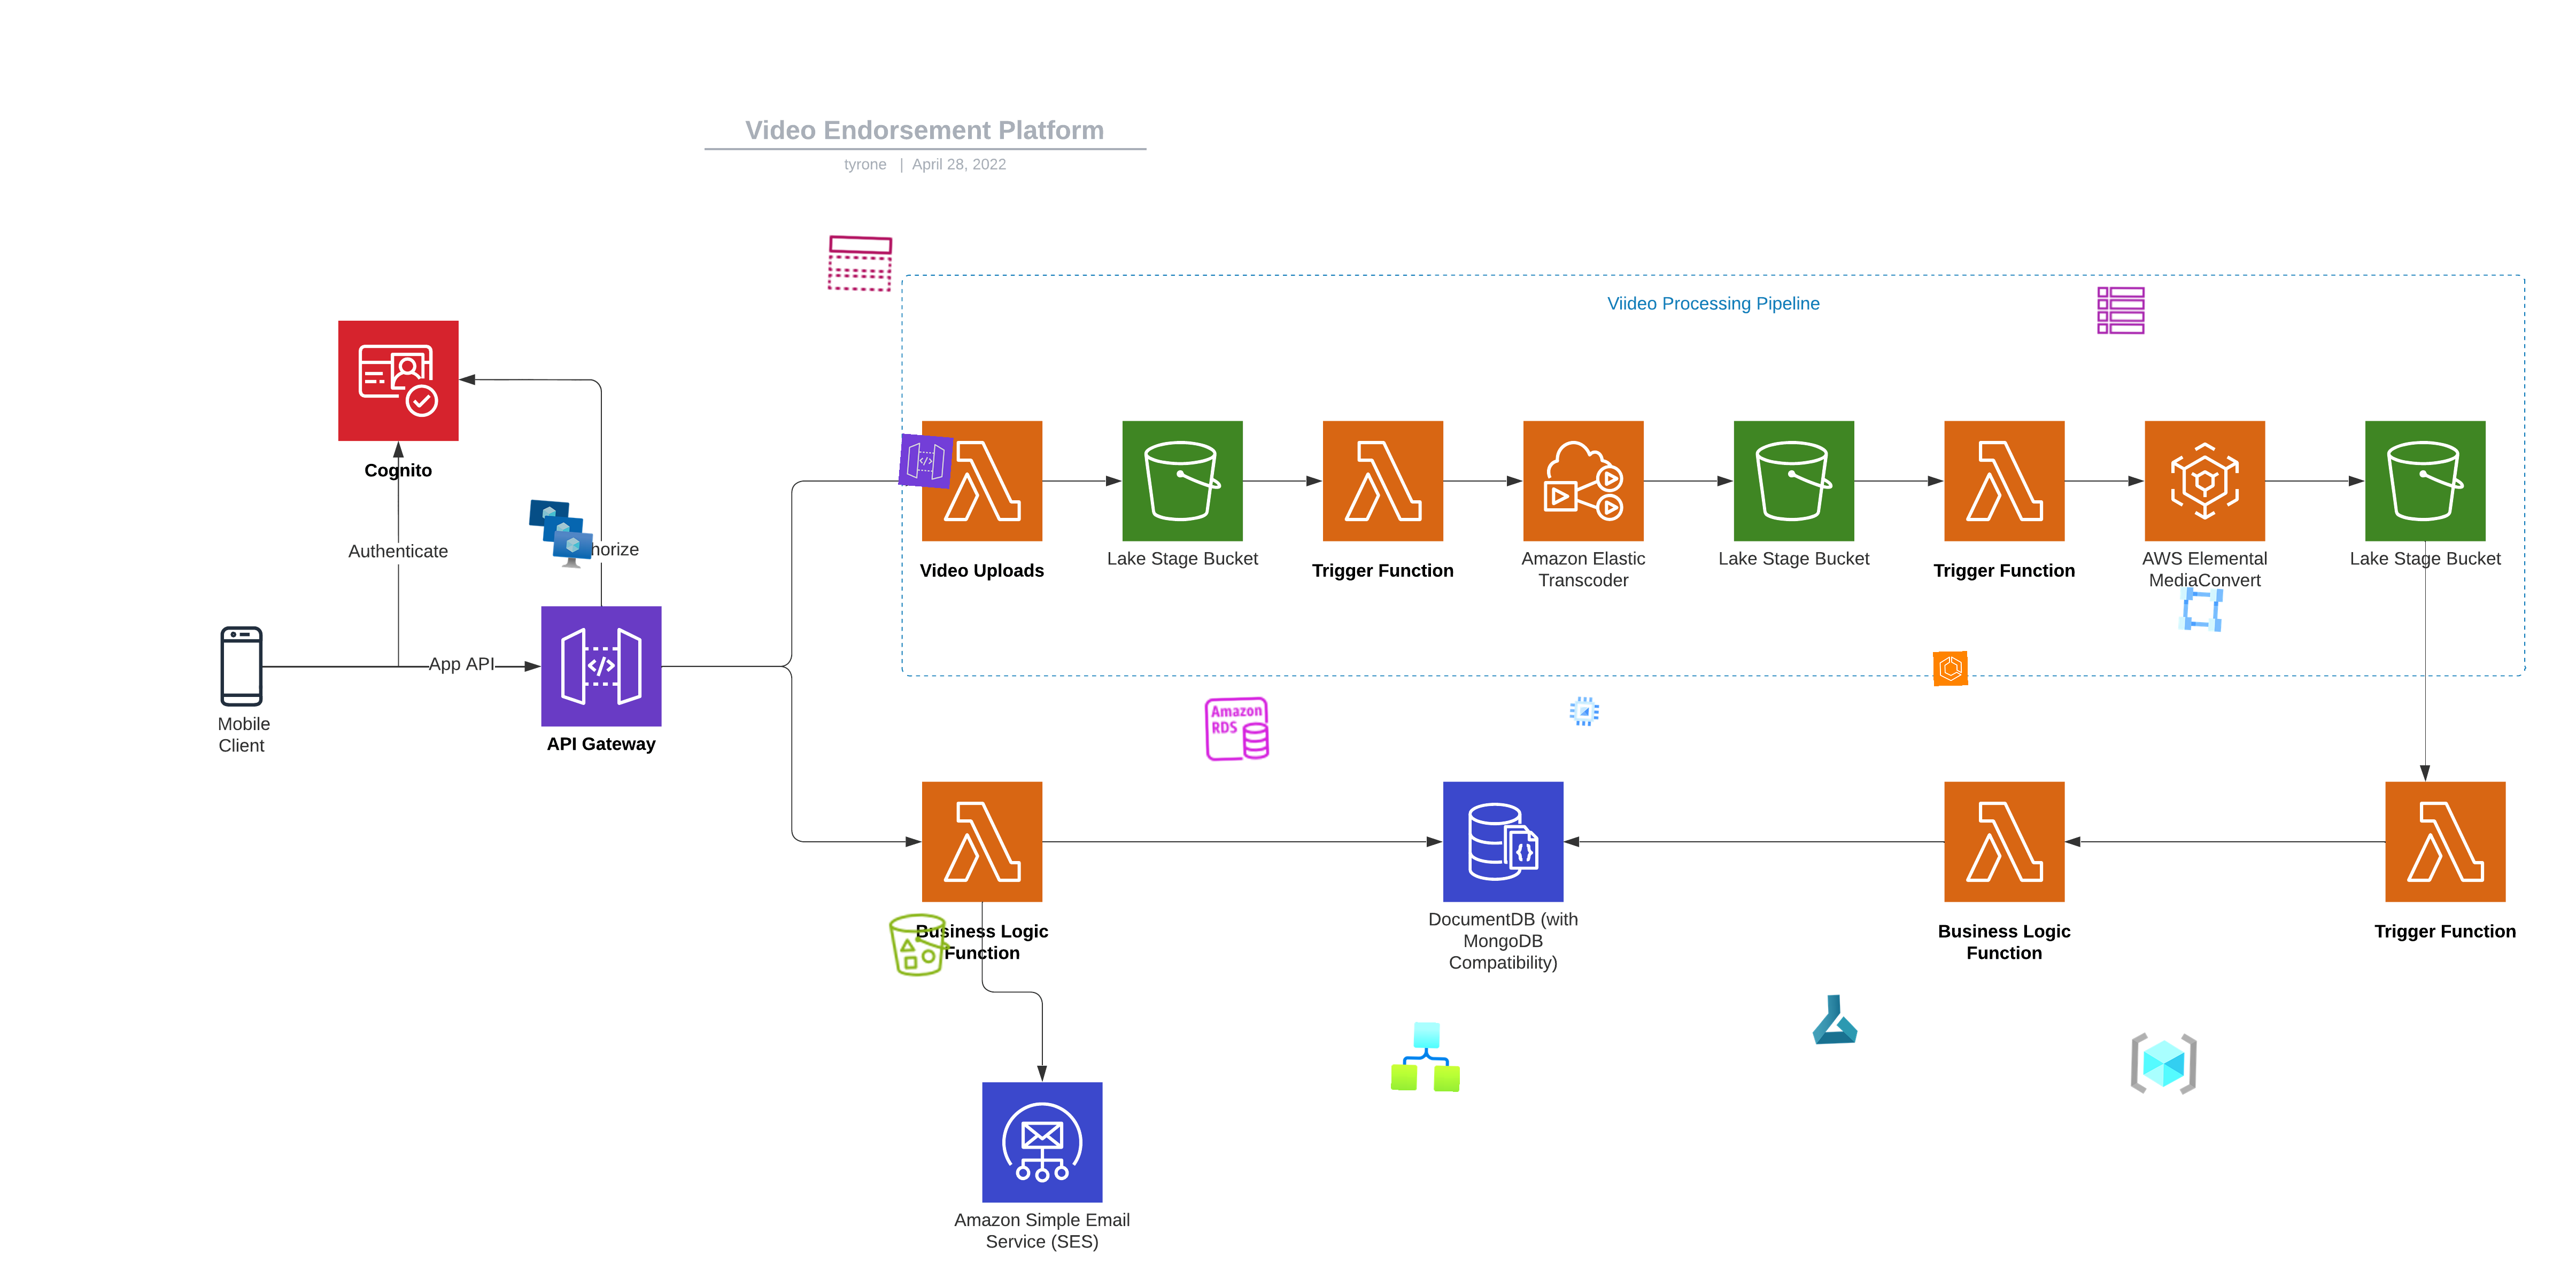 Video Endorsement Platform
tyrone | April 28, 2022
Viideo Processing Pipeline
Cognito
Authenticate
horize
App API
Mobile
Client
API Gateway
Video Uploads
Lake Stage Bucket
Trigger Function
Amazon Elastic
Transcoder
Lake Stage Bucket
Trigger Function
AWS Elemental
MediaConvert
Lake Stage Bucket
Amazon
RDS
Business Logic
Function
DocumentDB (with
MongoDB
Compatibility)
Business Logic
Function
Trigger Function
Amazon Simple Email
Service (SES)